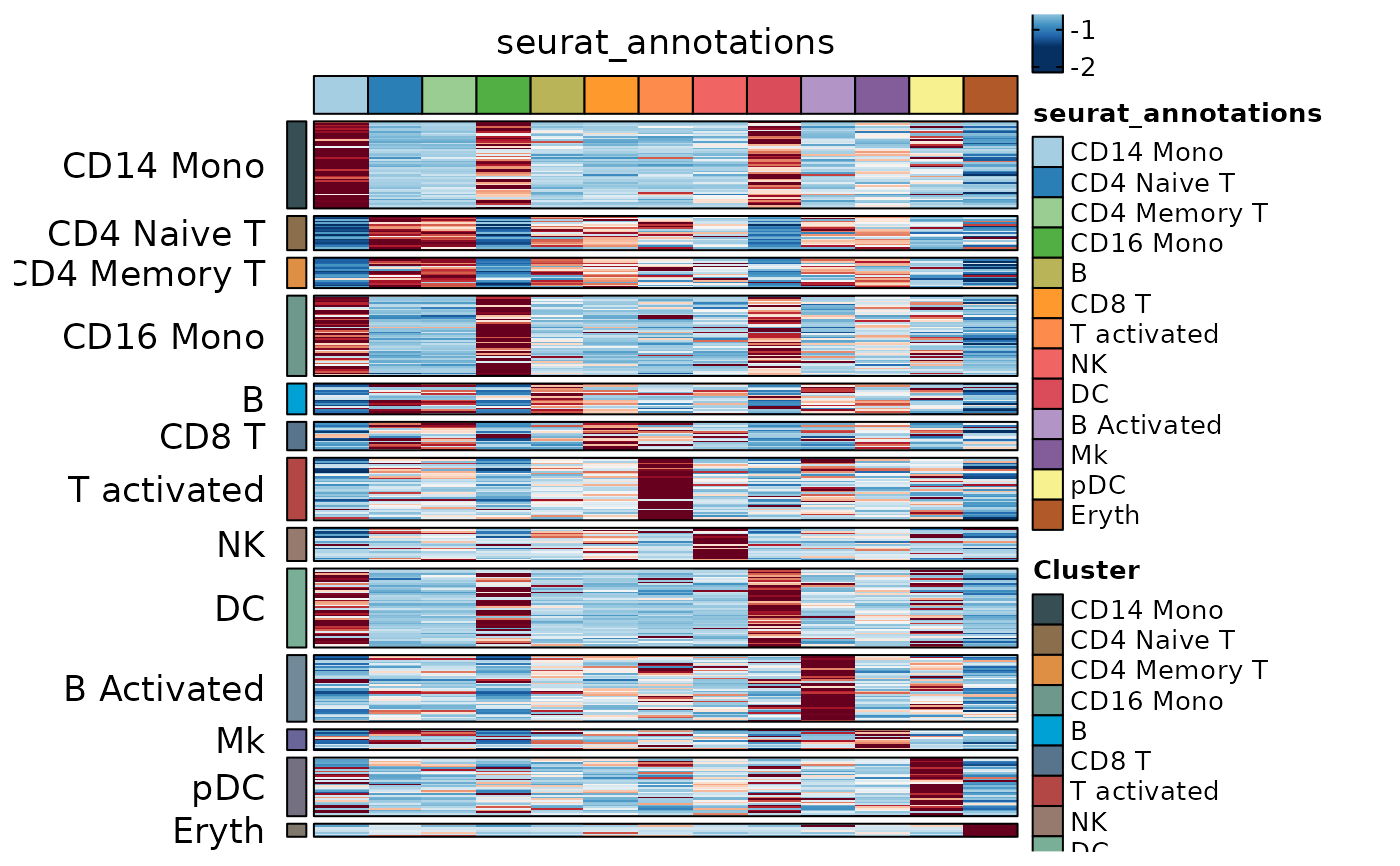 seurat_annotations
CD14 Mono
CD4 Naive T
CD4 Memory T
CD16 Mono
B
CD8 T
T activated
NK
DC
B Activated
Mk
pDC
Eryth
-1
-2
seurat_annotations
CD14 Mono
CD4 Naive T
CD4 Memory T
CD16 Mono
B
CD8 T
T activated
NK
DC
B Activated
Mk
pDC
Eryth
Cluster
CD14 Mono
CD4 Naive T
CD4 Memory T
CD16 Mono
B
CD8 T
T activated
NK
DC